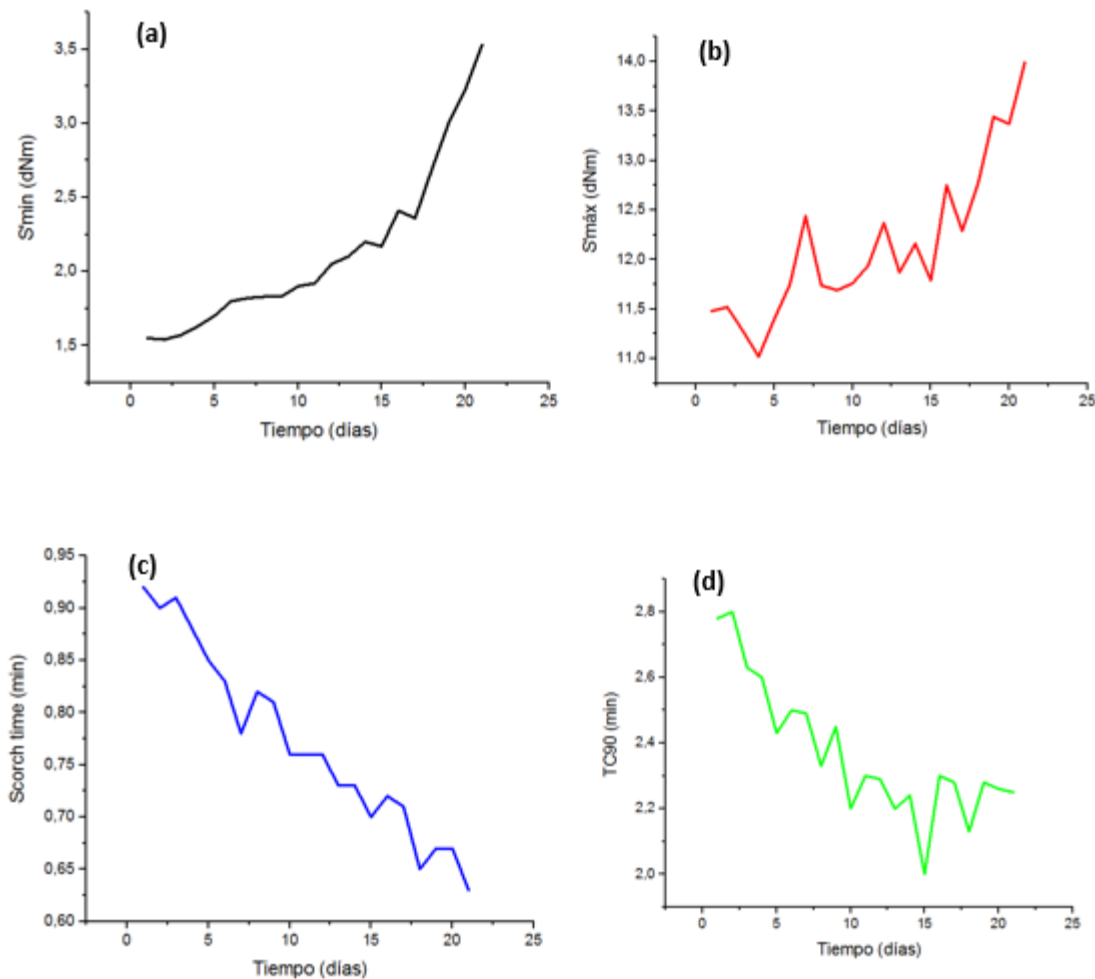 (a)
3,5
3,0
2,5
2,0
1,5
S'min (dNm)
0 5 10 15 20 25
Tiempo (días)
(b)
14,0
13,5
13,0
12,5
12,0
11,5
11,0
S'máx (dNm)
0 5 10 15 20 25
Tiempo (días)
(c)
0,95
0,90
0,85
0,80
0,75
0,70
0,65
0,60
Scorch time (min)
0 5 10 15 20 25
Tiempo (días)
(d)
2,8
2,6
2,4
2,2
2,0
TC90 (min)
0 5 10 15 20 25
Tiempo (días)